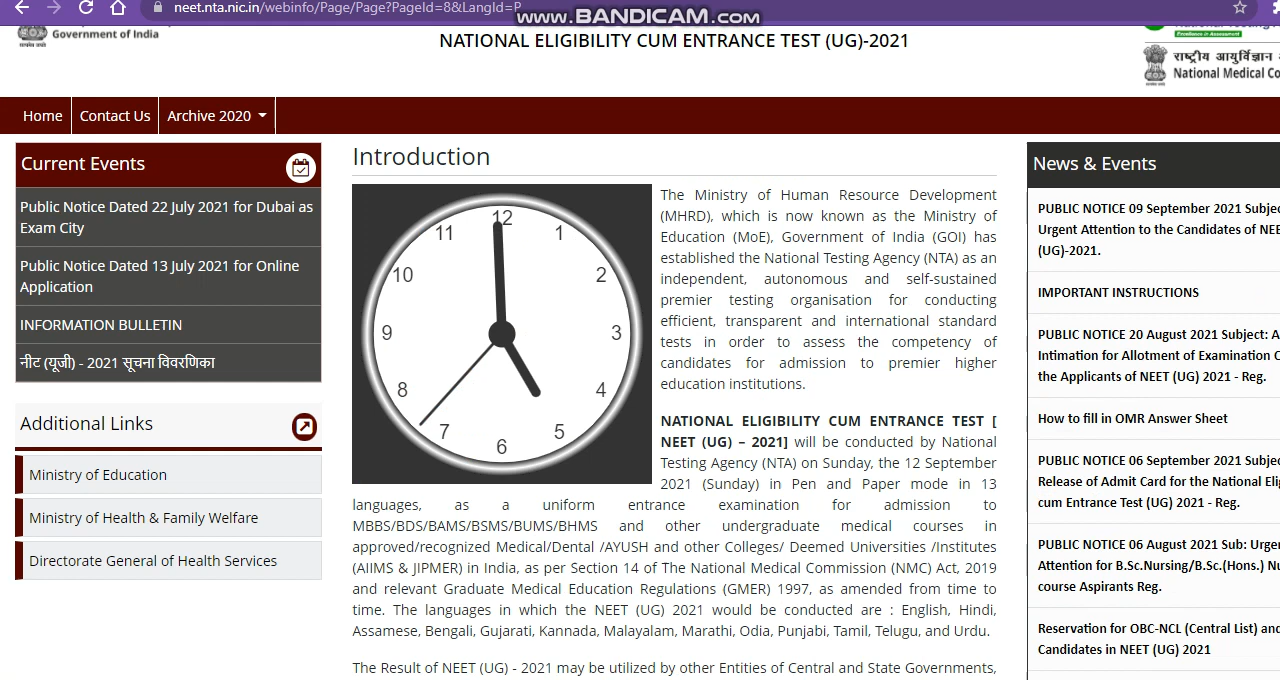 neet.nta.nic.in/webinfo/Page/Page?PageId=8&LangId=P
www.BANDICAM.com
Government of India
NATIONAL ELIGIBILITY CUM ENTRANCE TEST (UG)-2021
राष्ट्रीय आयुर्विज्ञान
National Medical Co
Home
Contact Us
Archive 2020
Current Events
Public Notice Dated 22 July 2021 for Dubai as
Exam City
Public Notice Dated 13 July 2021 for Online
Application
INFORMATION BULLETIN
नीट (यूजी) - 2021 सूचना विवरणिका
Additional Links
Ministry of Education
Ministry of Health & Family Welfare
Directorate General of Health Services
Introduction
12
1
2
3
4
5
6
7
8
9
10
11
The Ministry of Human Resource Development
(MHRD), which is now known as the Ministry of
Education (MoE), Government of India (GOI) has
established the National Testing Agency (NTA) as an
independent, autonomous and self-sustained
premier testing organisation for conducting
efficient, transparent and international standard
tests in order to assess the competency of
candidates for admission to premier higher
education institutions.
NATIONAL ELIGIBILITY CUM ENTRANCE TEST [
NEET (UG) – 2021] will be conducted by National
Testing Agency (NTA) on Sunday, the 12 September
2021 (Sunday) in Pen and Paper mode in 13
languages, as a uniform entrance examination for admission to
MBBS/BDS/BAMS/BSMS/BUMS/BHMS and other undergraduate medical courses in
approved/recognized Medical/Dental /AYUSH and other Colleges/ Deemed Universities /Institutes
(AIIMS & JIPMER) in India, as per Section 14 of The National Medical Commission (NMC) Act, 2019
and relevant Graduate Medical Education Regulations (GMER) 1997, as amended from time to
time. The languages in which the NEET (UG) 2021 would be conducted are : English, Hindi,
Assamese, Bengali, Gujarati, Kannada, Malayalam, Marathi, Odia, Punjabi, Tamil, Telugu, and Urdu.
The Result of NEET (UG) - 2021 may be utilized by other Entities of Central and State Governments,
News & Events
PUBLIC NOTICE 09 September 2021 Subjec
Urgent Attention to the Candidates of NEE
(UG)-2021.
IMPORTANT INSTRUCTIONS
PUBLIC NOTICE 20 August 2021 Subject: A
Intimation for Allotment of Examination C
the Applicants of NEET (UG) 2021 - Reg.
How to fill in OMR Answer Sheet
PUBLIC NOTICE 06 September 2021 Subjec
Release of Admit Card for the National Eli
cum Entrance Test (UG) 2021 - Reg.
PUBLIC NOTICE 06 August 2021 Sub: Urgen
Attention for B.Sc.Nursing/B.Sc.(Hons.) Nu
course Aspirants Reg.
Reservation for OBC-NCL (Central List) and
Candidates in NEET (UG) 2021